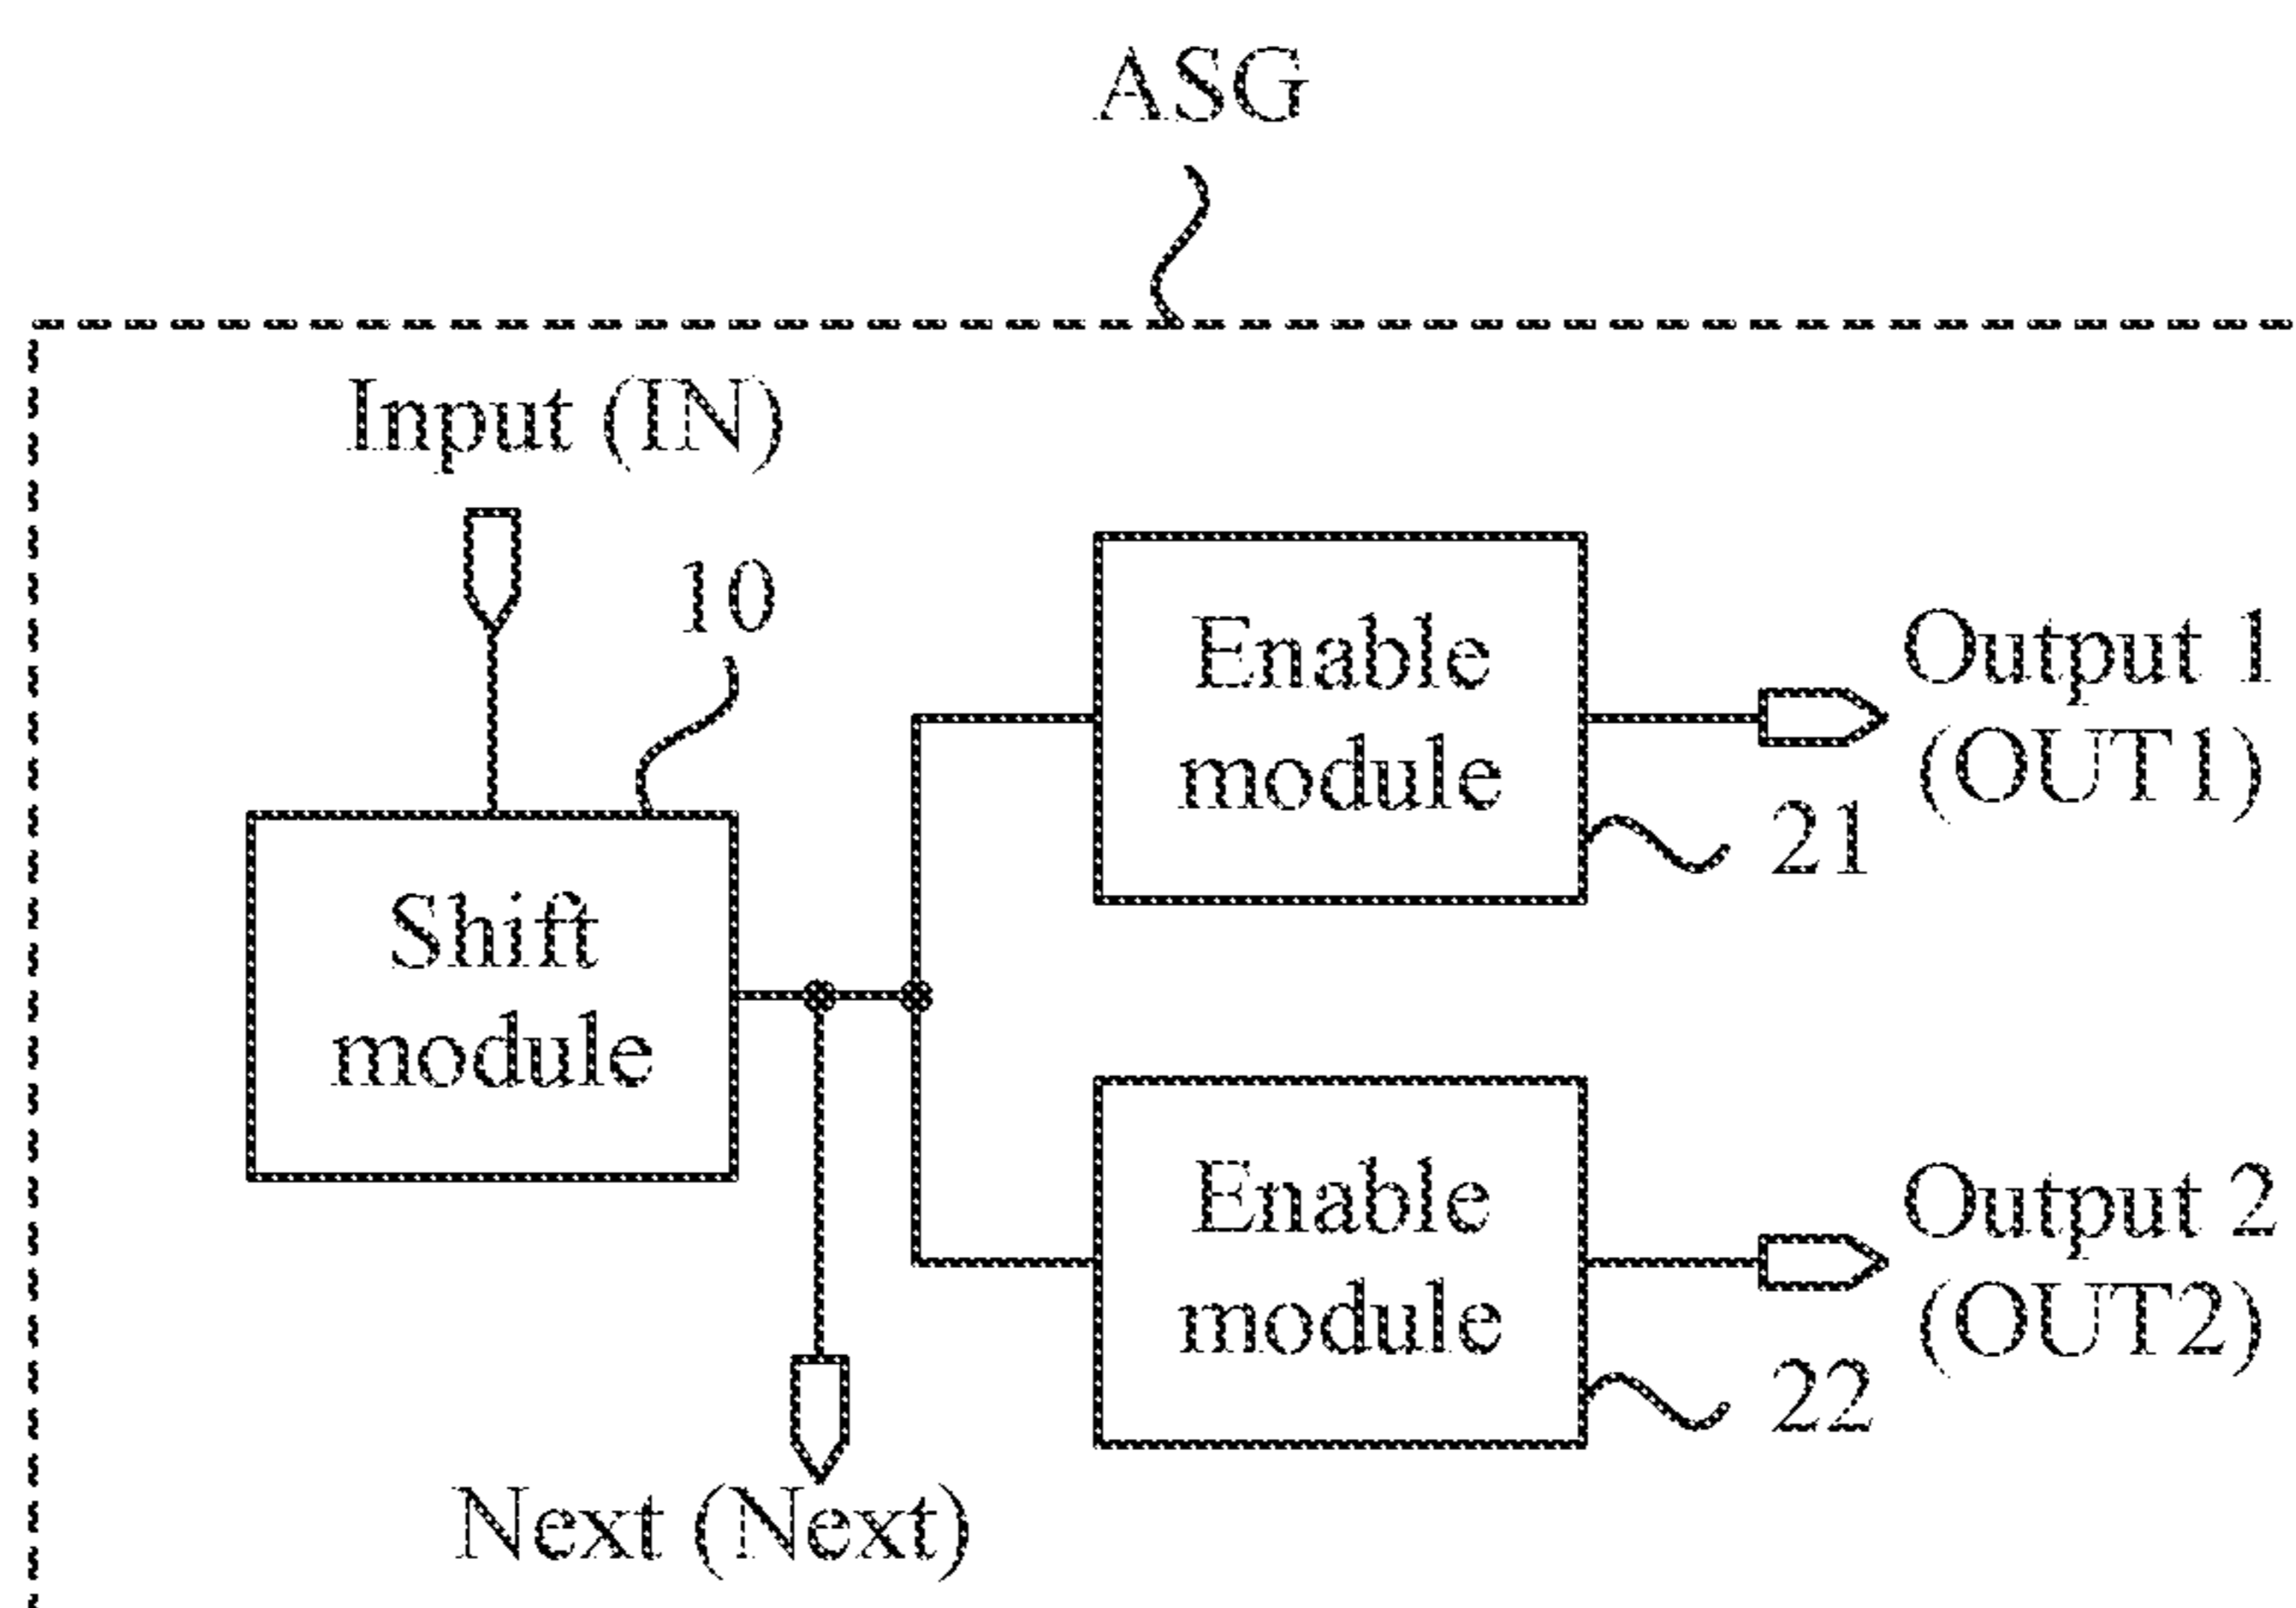 ASG
Input (IN)
10
Enable
module
Output 1
(OUT1)
21
Shift
module
Enable
module
Output 2
(OUT2)
22
Next (Next)